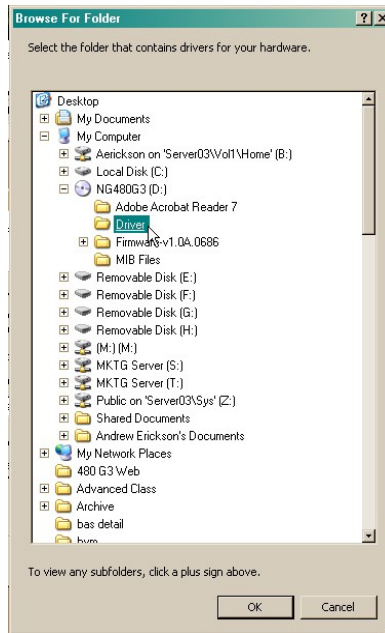 Browse For Folder
Select the folder that contains drivers for your hardware.
Desktop
My Documents
My Computer
Aerickson on 'Server03\Vol1\Home' (B:)
Local Disk (C:)
NG480G3 (D:)
Adobe Acrobat Reader 7
Driver
Firmware-v1.0A.0686
MIB Files
Removable Disk (E:)
Removable Disk (F:)
Removable Disk (G:)
Removable Disk (H:)
(M:) (M:)
MKTG Server (S:)
MKTG Server (T:)
Public on 'Server03\Sys' (Z:)
Shared Documents
Andrew Erickson's Documents
My Network Places
480 G3 Web
Advanced Class
Archive
bas detail
To view any subfolders, click a plus sign above.
OK
Cancel